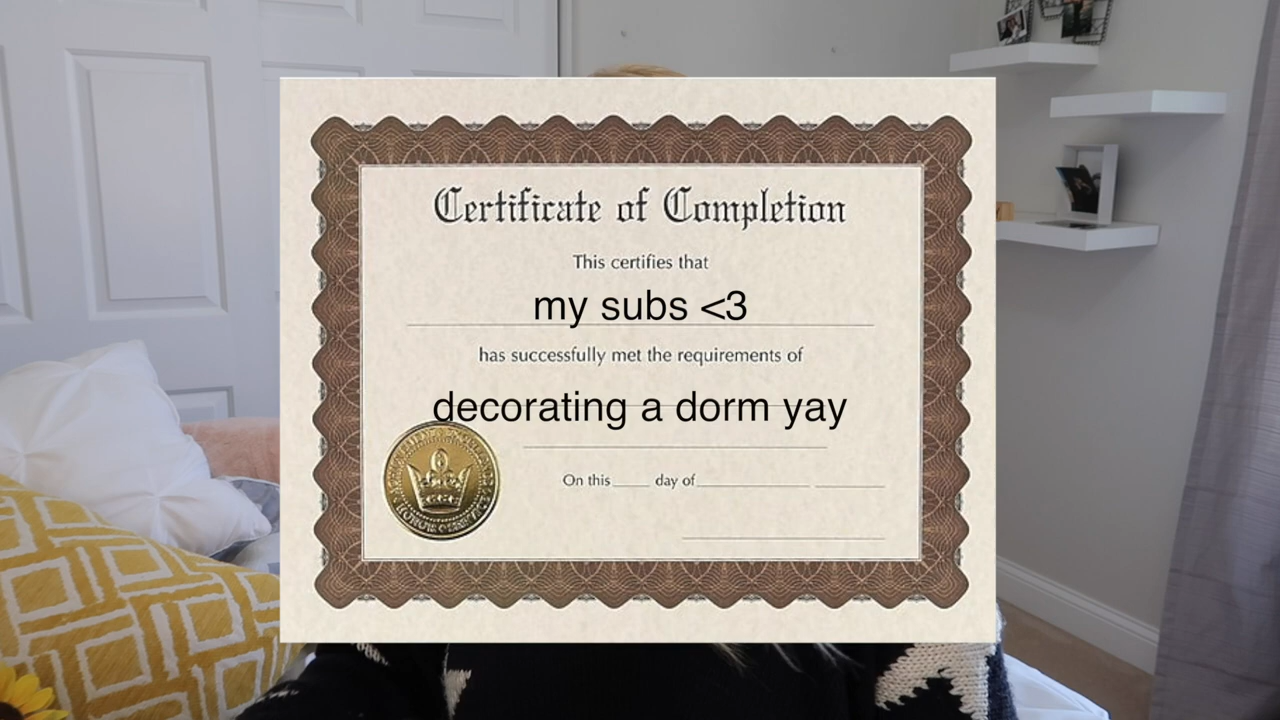 Certificate of Completion
This certifies that
my subs <3
has successfully met the requirements of
decorating a dorm yay
On this day of